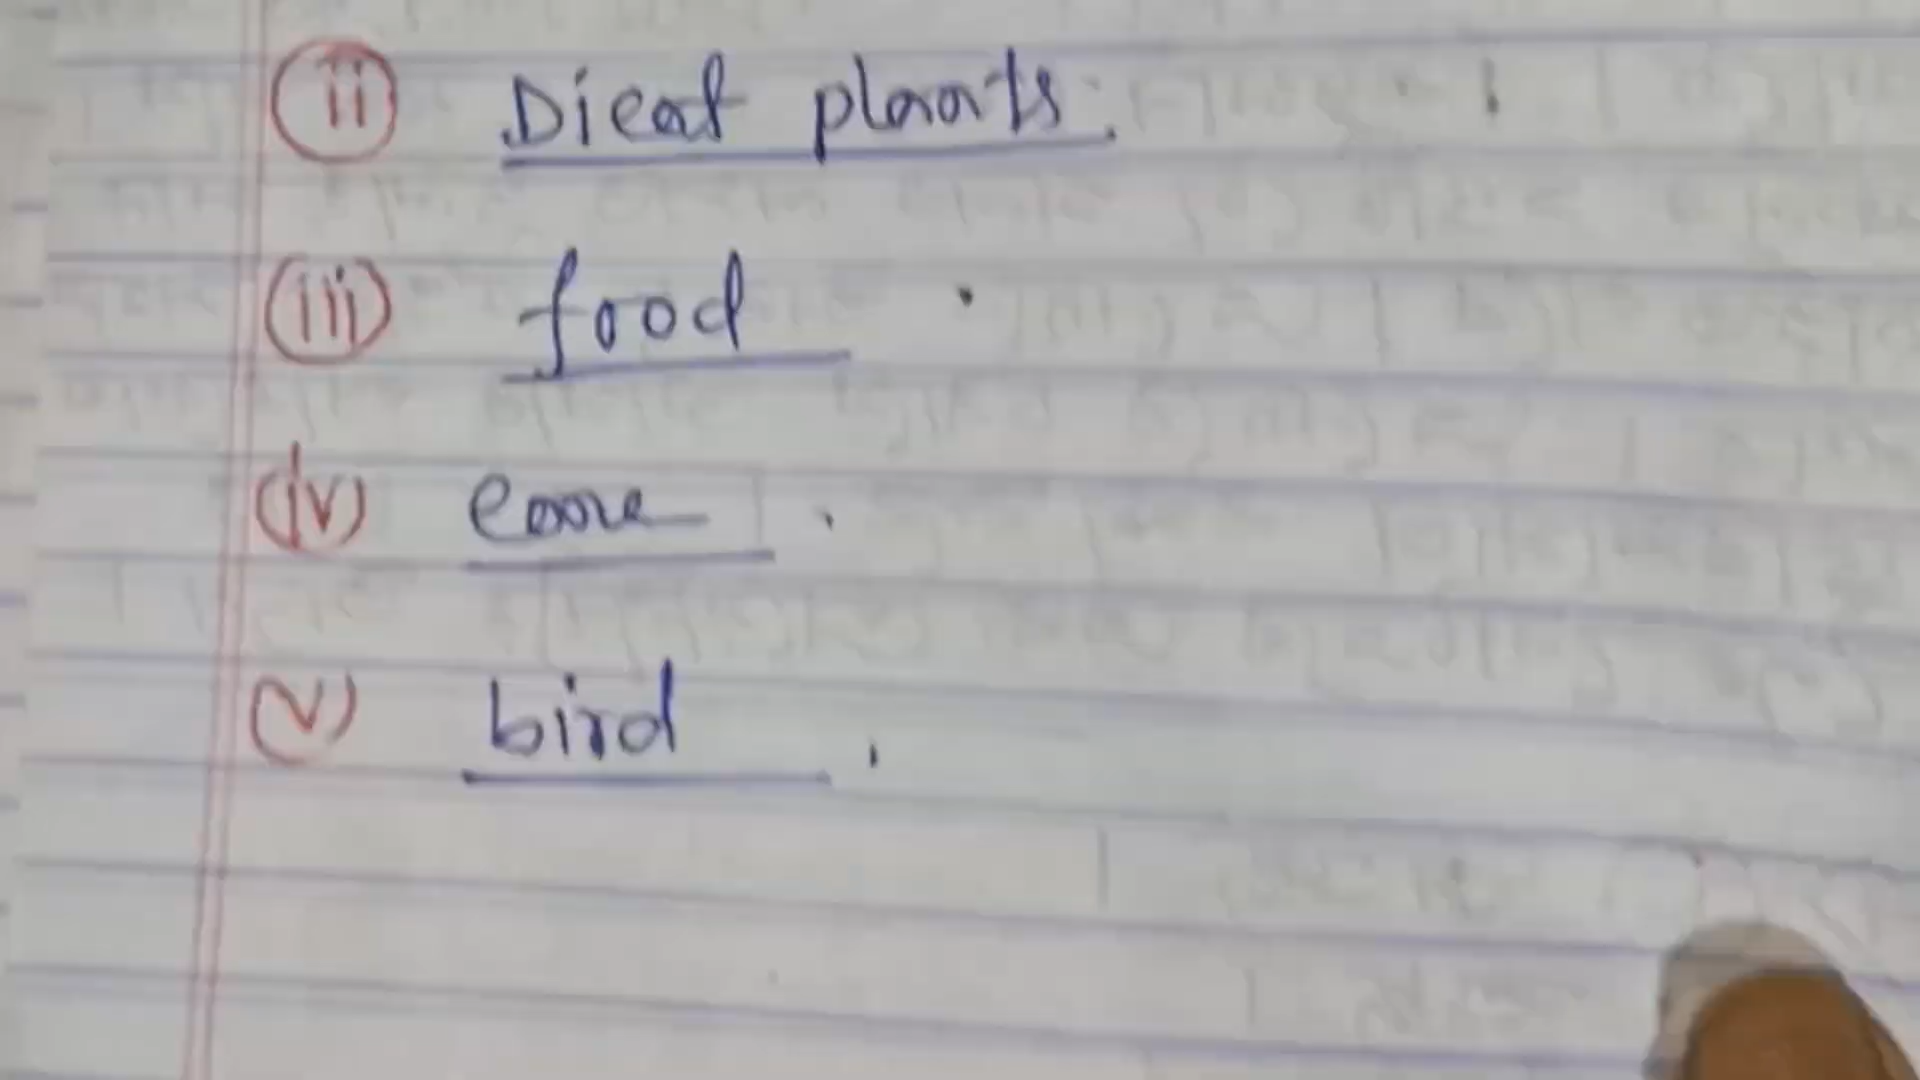 (ii) Dicot plants.
(iii) food .
(iv) core .
(v) bird .